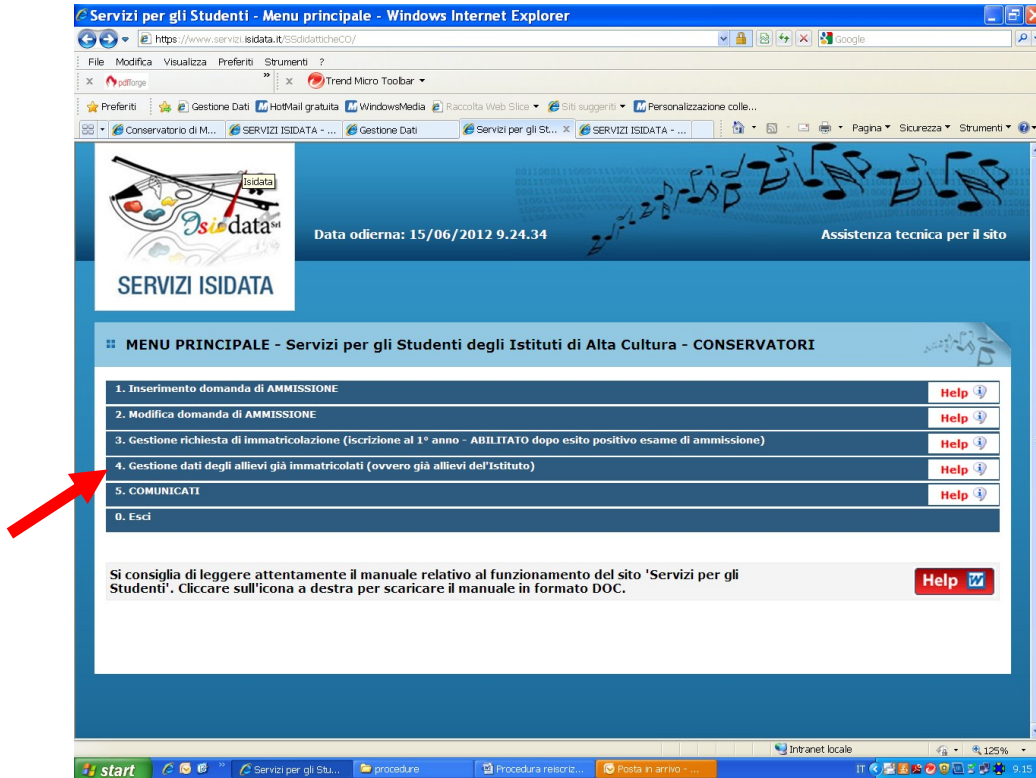 Servizi per gli Studenti - Menu principale - Windows Internet Explorer
https://www.servizi.isidata.it/SSdidatticheCO/
Google
File Modifica Visualizza Preferiti Strumenti ?
x pdfforge » x Trend Micro Toolbar
Preferiti Gestione Dati HotMail gratuita WindowsMedia Raccolta Web Slice Siti suggeriti Personalizzazione colle...
Conservatorio di M... SERVIZI ISIDATA - ... Gestione Dati Servizi per gli St... x SERVIZI ISIDATA - ... Pagina Sicurezza Strumenti
Isidata
Isidata srl
Data odierna: 15/06/2012 9.24.34
Assistenza tecnica per il sito
SERVIZI ISIDATA
MENU PRINCIPALE - Servizi per gli Studenti degli Istituti di Alta Cultura - CONSERVATORI
1. Inserimento domanda di AMMISSIONE Help
2. Modifica domanda di AMMISSIONE Help
3. Gestione richiesta di immatricolazione (iscrizione al 1° anno - ABILITATO dopo esito positivo esame di ammissione) Help
4. Gestione dati degli allievi già immatricolati (ovvero già allievi del'Istituto) Help
5. COMUNICATI Help
0. Esci
Si consiglia di leggere attentamente il manuale relativo al funzionamento del sito 'Servizi per gli
Studenti'. Cliccare sull'icona a destra per scaricare il manuale in formato DOC.
Help
Intranet locale 125%
start » Servizi per gli Stu... procedure Procedura reiscriz... Posta in arrivo - ... IT 9.15